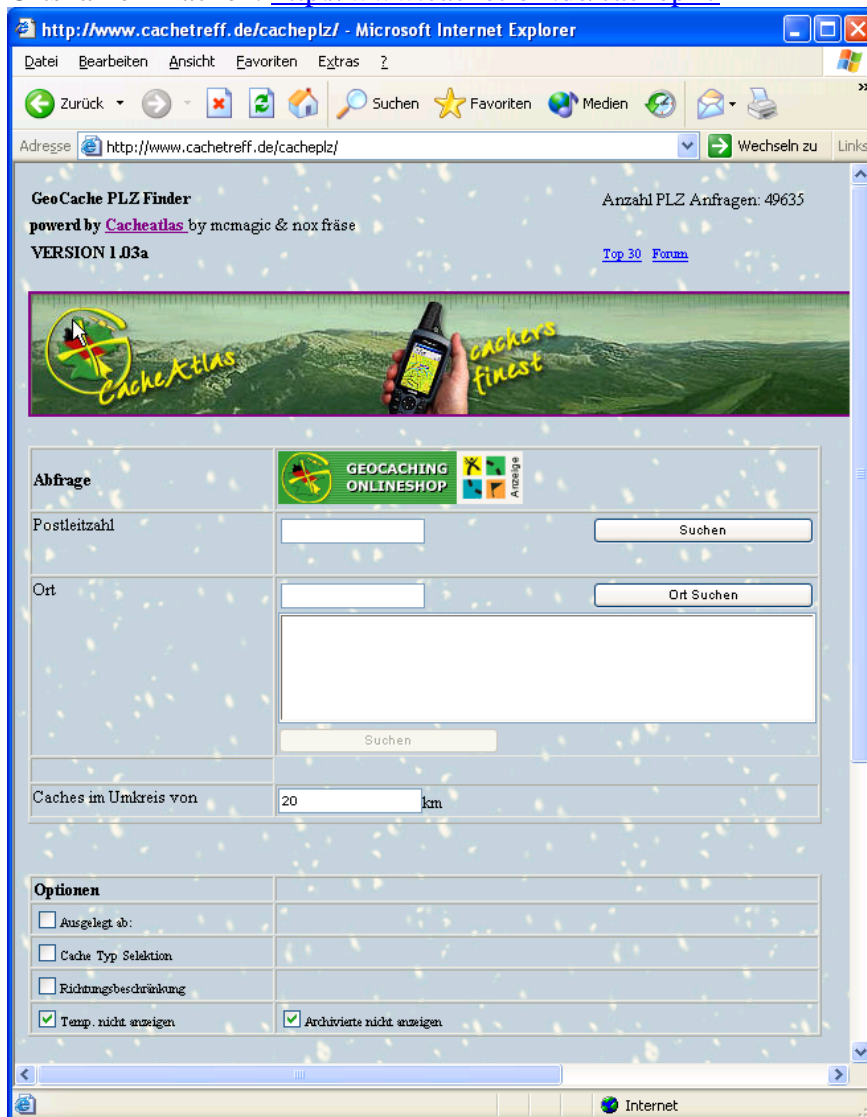 http://www.cachetreff.de/cacheplz/ - Microsoft Internet Explorer
Datei Bearbeiten Ansicht Favoriten Extras ?
Zurück Suchen Favoriten Medien »
Adresse http://www.cachetreff.de/cacheplz/ Wechseln zu Links
GeoCache PLZ Finder Anzahl PLZ Anfragen: 49635
powerd by Cacheatlas by mcmagic & nox fräse
VERSION 1.03a Top 30 Forum
CacheAtlas cachers
finest
Abfrage GEOCACHING
ONLINESHOP Anzeige
Postleitzahl Suchen
Ort Ort Suchen
Suchen
Caches im Umkreis von 20 km
Optionen
Ausgelegt ab:
Cache Typ Selektion
Richtungsbeschränkung
Temp. nicht anzeigen Archivierte nicht anzeigen
Internet